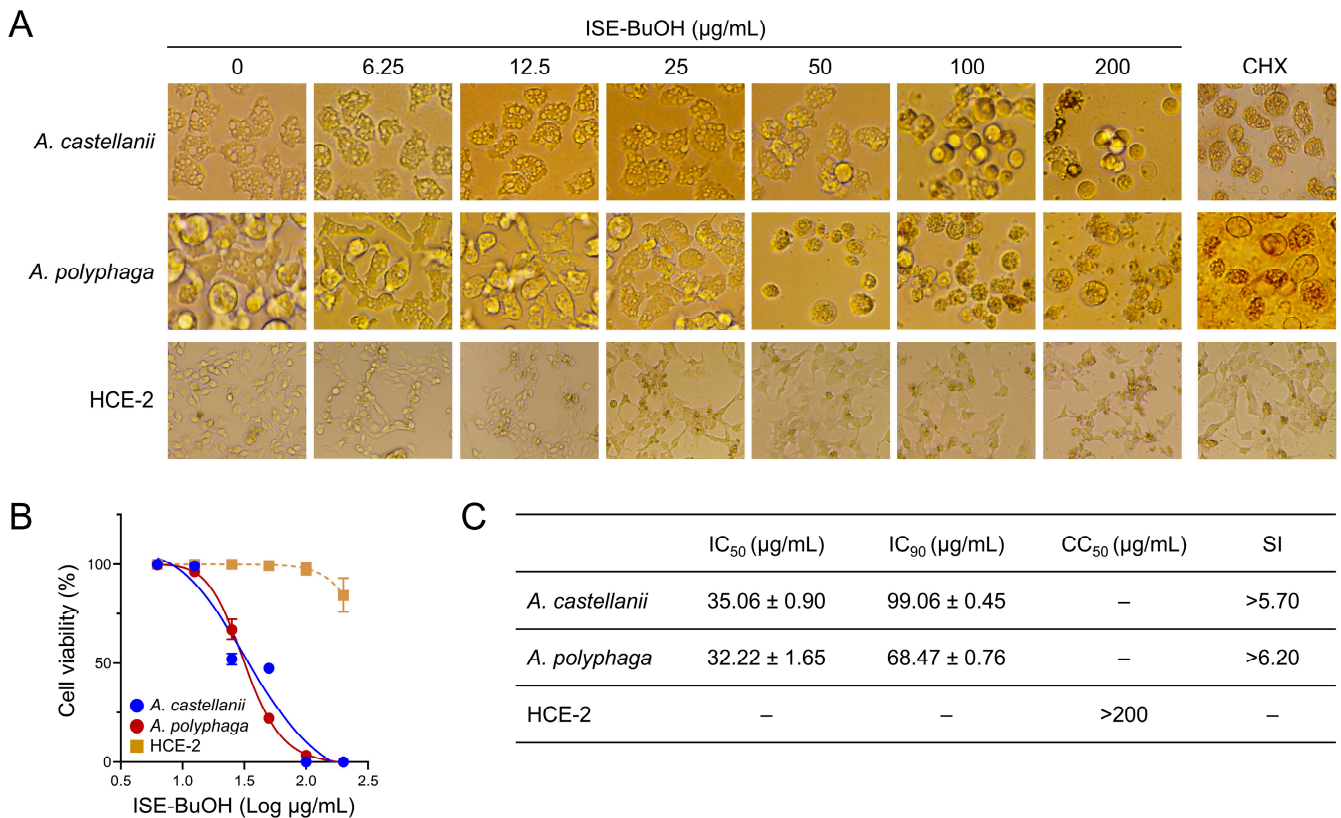 A
ISE-BuOH (µg/mL)
0 6.25 12.5 25 50 100 200 CHX
A. castellanii
A. polyphaga
HCE-2
B
Cell viability (%)
100
50
0
A. castellanii
A. polyphaga
HCE-2
0.5 1.0 1.5 2.0 2.5
ISE-BuOH (Log µg/mL)
C
IC50 (µg/mL) IC90 (µg/mL) CC50 (µg/mL) SI
A. castellanii 35.06 ± 0.90 99.06 ± 0.45 – >5.70
A. polyphaga 32.22 ± 1.65 68.47 ± 0.76 – >6.20
HCE-2 – – >200 –